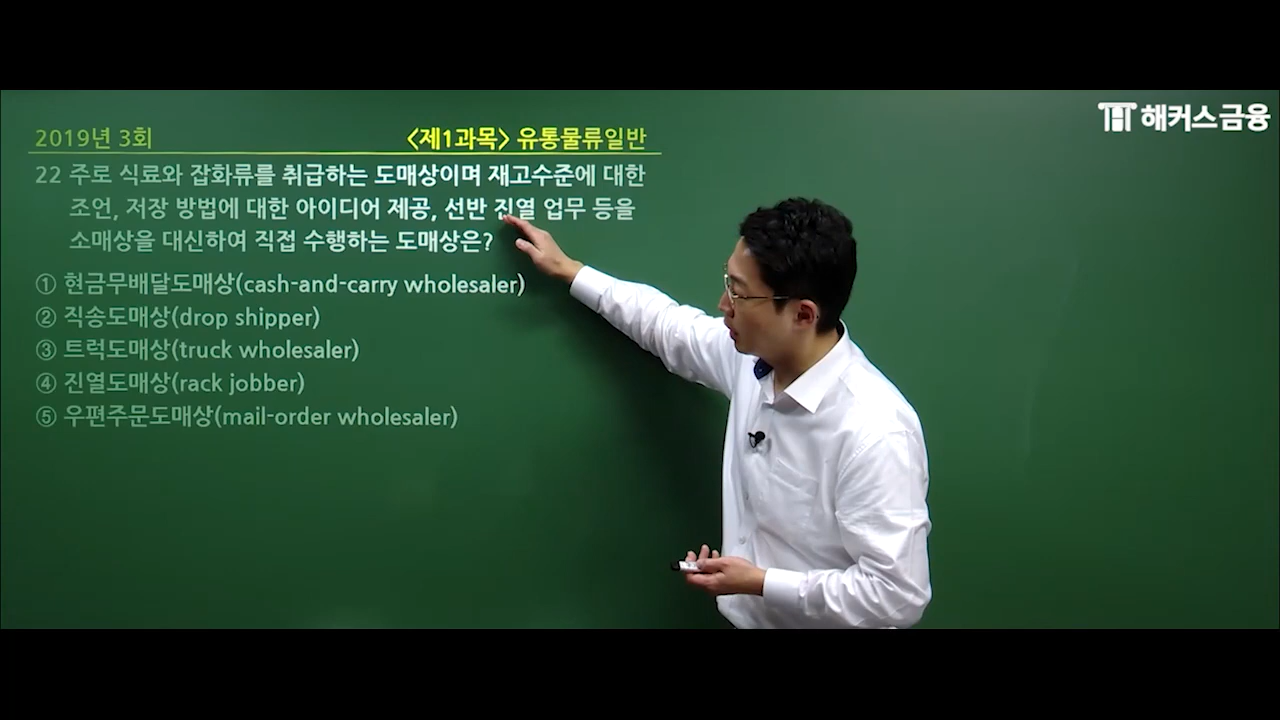 해커스금융
2019년 3회 <제1과목> 유통물류일반
22 주로 식료와 잡화류를 취급하는 도매상이며 재고수준에 대한
조언, 저장 방법에 대한 아이디어 제공, 선반 진열 업무 등을
소매상을 대신하여 직접 수행하는 도매상은?
① 현금무배달도매상(cash-and-carry wholesaler)
② 직송도매상(drop shipper)
③ 트럭도매상(truck wholesaler)
④ 진열도매상(rack jobber)
⑤ 우편주문도매상(mail-order wholesaler)